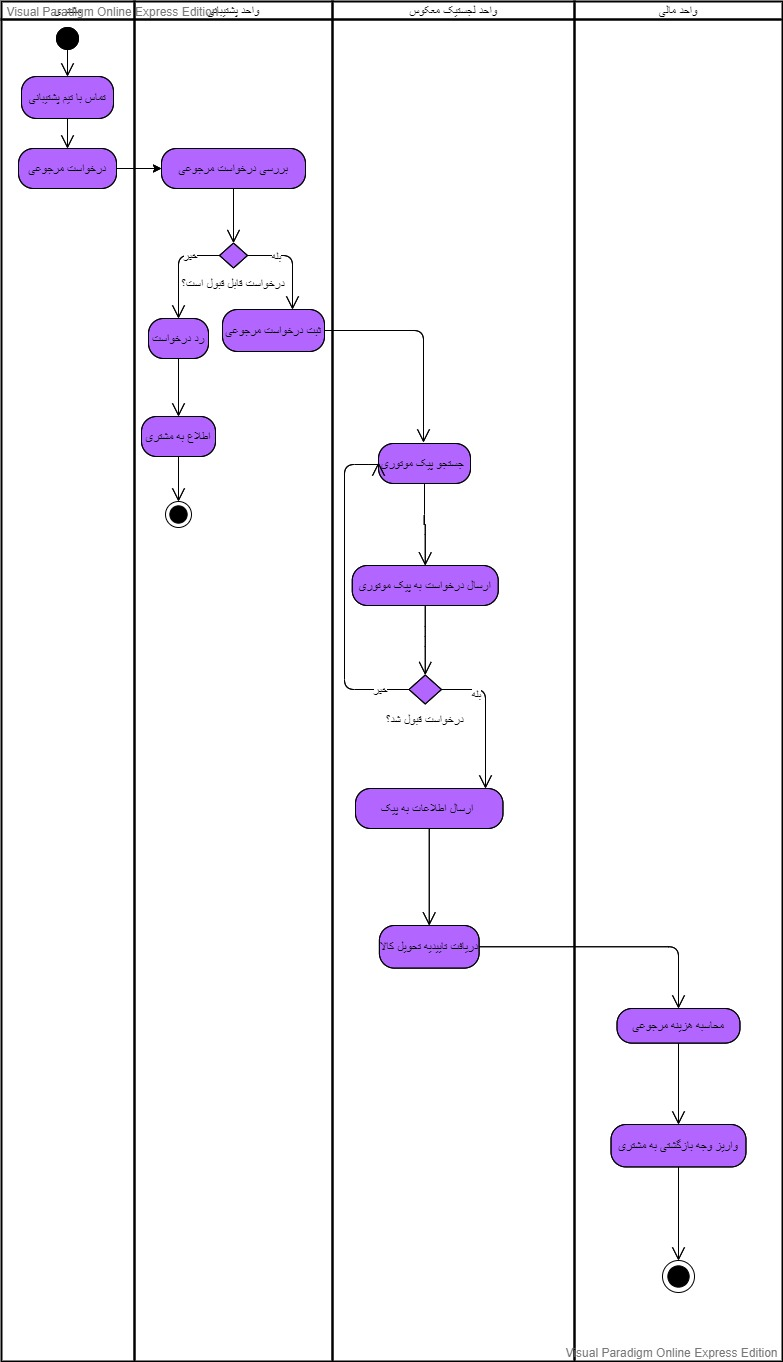 Visual Paradigm Online Express Edition
واحد پشتیبانی
واحد لجستیک معکوس
واحد مالی
تماس با تیم پشتیبانی
درخواست مرجوعی
بررسی درخواست مرجوعی
خیر
بله
درخواست قابل قبول است؟
رد درخواست
ثبت درخواست مرجوعی
اطلاع به مشتری
جستجو پیک موتوری
ارسال درخواست به پیک موتوری
خیر
بله
درخواست قبول شد؟
ارسال اطلاعات به پیک
دریافت تاییدیه تحویل کالا
محاسبه هزینه مرجوعی
واریز وجه بازگشتی به مشتری
Visual Paradigm Online Express Edition